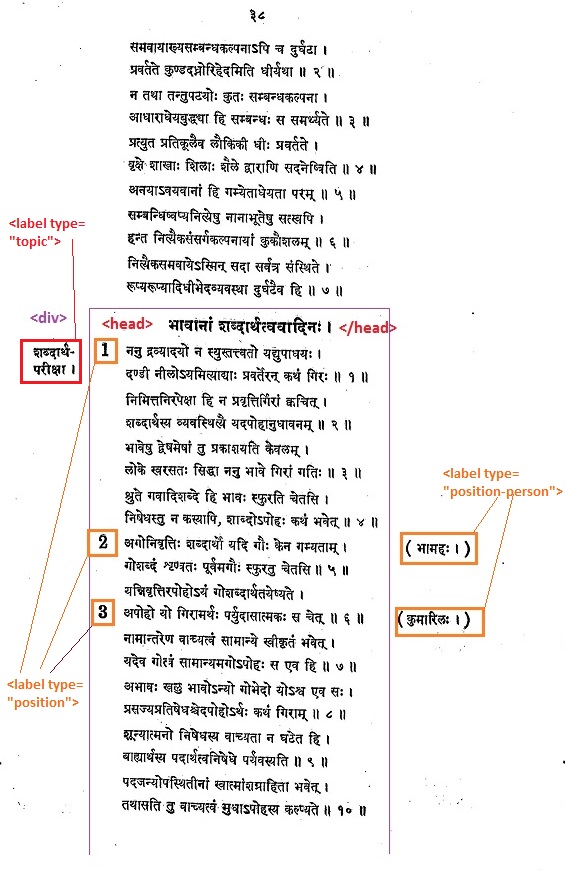 ३८
समवायाख्यसम्बन्धकल्पनाऽपि च दुर्घटा ।
प्रवर्तते कुण्डदध्नोरिहेदमिति धीर्यथा ॥ २ ॥
न तथा तन्तुपटयोः कुतः सम्बन्धकल्पना ।
आधाराधेयबुद्धया हि सम्बन्धः स समर्थ्यते ॥ ३ ॥
प्रत्युत प्रतिकूलैव लौकिकी धीः प्रवर्तते ।
वृक्षे शाखाः शिलाः शैले द्वाराणि सदनेष्विति ॥ ४ ॥
अवयाऽवयवानां हि गम्येताधेयता परम् ॥ ५ ॥
सम्बन्धिष्वप्यनित्येषु नानाभूतेषु सत्स्वपि ।
<label type="topic">
हन्त नित्यैकसंसर्गकल्पनायां कुकौशलम् ॥ ६ ॥
नित्यैकसमवायेऽस्मिन् सदा सर्वत्र संस्थिते ।
रूप्यरूप्यादिधीभेदव्यवस्था दुर्घटैव हि ॥ ७ ॥
<div>
<head> भावानां शब्दार्थत्ववादिनः । </head>
शब्दार्थ-
परीक्षा ।
1 ननु द्रव्यादयो न स्युस्तत्त्वतो यद्युपाधयः ।
दण्डी नीलोऽयमित्याद्याः प्रवर्तेरन् कथं गिरः ॥ १ ॥
निमित्तनिरपेक्षा हि न प्रवृत्तिर्गिरां क्वचित् ।
शब्दार्थस्य व्यवस्थित्यै यदपोहानुधावनम् ॥ २ ॥
भावेषु द्वेषमेषां तु प्रकाशयति केवलम् ।
लोके स्वरसतः सिद्धा ननु भावे गिरां गतिः ॥ ३ ॥
<label type="position-person">
श्रुते गवादिशब्दे हि भावः स्फुरति चेतसि ।
निषेधस्तु न कस्यापि, शाब्दोऽपोहः कथं भवेत् ॥ ४ ॥
2 अगोनिवृत्तिः शब्दार्थो यदि गौः केन गम्यताम् । ( भामहः । )
गोशब्दं शृण्वतः पूर्वमगौः स्फुरतु चेतसि ॥ ५ ॥
यन्निवृत्तिरपोहोऽयं गोशब्दार्थतयेष्यते ।
3 अपोहो यो गिरामर्थः पर्युदासात्मकः स चेत् ॥ ६ ॥ ( कुमारिलः । )
नामान्तरेण वाच्यत्वं सामान्ये स्वीकृतं भवेत् ।
यदेव गोत्वं सामान्यमगोऽपोहः स एव हि ॥ ७ ॥
<label type="position">
अभावः खलु भावोऽन्यो गोभेदो योऽश्व एव सः ।
प्रसज्यप्रतिषेधश्चेदपोहोऽर्थः कथं गिराम् ॥ ८ ॥
शून्यात्मनो निषेधस्य वाच्यता न घटेत हि ।
बाह्यार्थस्य पदार्थत्वनिषेधे पर्यवस्यति ॥ ९ ॥
पदजन्योपस्थितीनां स्वात्मांशग्राहिता भवेत् ।
तथासति तु वाच्यत्वं मुधाऽपोहस्य कल्प्यते ॥ १० ॥